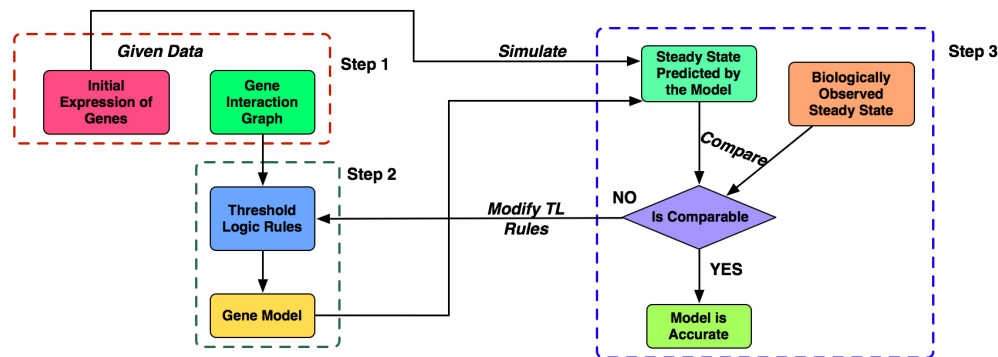 Given Data
Step 1
Initial
Expression of
Genes
Gene
Interaction
Graph
Simulate
Step 2
Threshold
Logic Rules
Gene Model
Modify TL
Rules
Step 3
Steady State
Predicted by
the Model
Biologically
Observed
Steady State
Compare
NO
Is Comparable
YES
Model is
Accurate